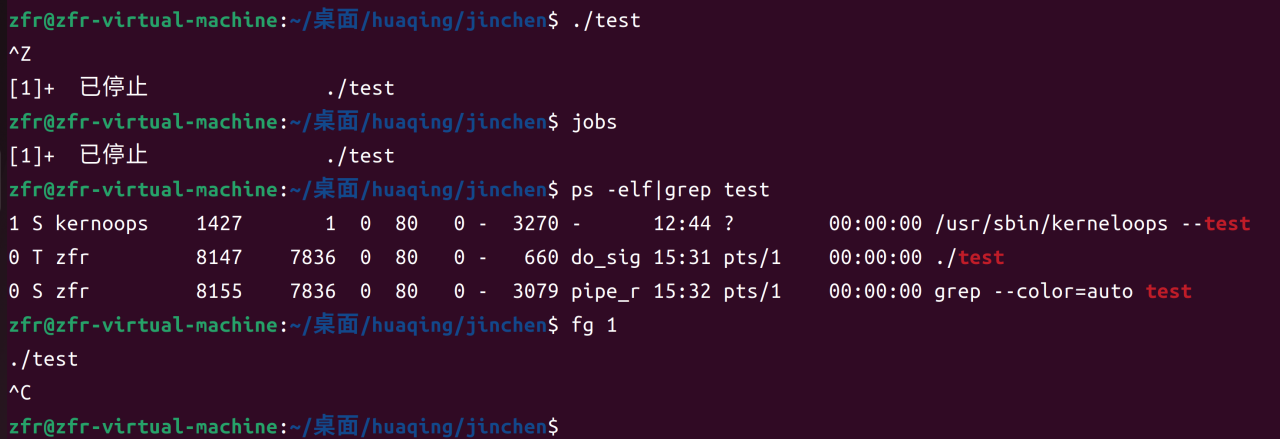 zfr@zfr-virtual-machine:~/桌面/huaqing/jinchen$ ./test
^Z
[1]+  已停止               ./test
zfr@zfr-virtual-machine:~/桌面/huaqing/jinchen$ jobs
[1]+  已停止               ./test
zfr@zfr-virtual-machine:~/桌面/huaqing/jinchen$ ps -elf|grep test
1 S kernoops    1427       1  0  80   0 -  3270 -      12:44 ?        00:00:00 /usr/sbin/kerneloops --test
0 T zfr         8147    7836  0  80   0 -   660 do_sig 15:31 pts/1    00:00:00 ./test
0 S zfr         8155    7836  0  80   0 -  3079 pipe_r 15:32 pts/1    00:00:00 grep --color=auto test
zfr@zfr-virtual-machine:~/桌面/huaqing/jinchen$ fg 1
./test
^C
zfr@zfr-virtual-machine:~/桌面/huaqing/jinchen$